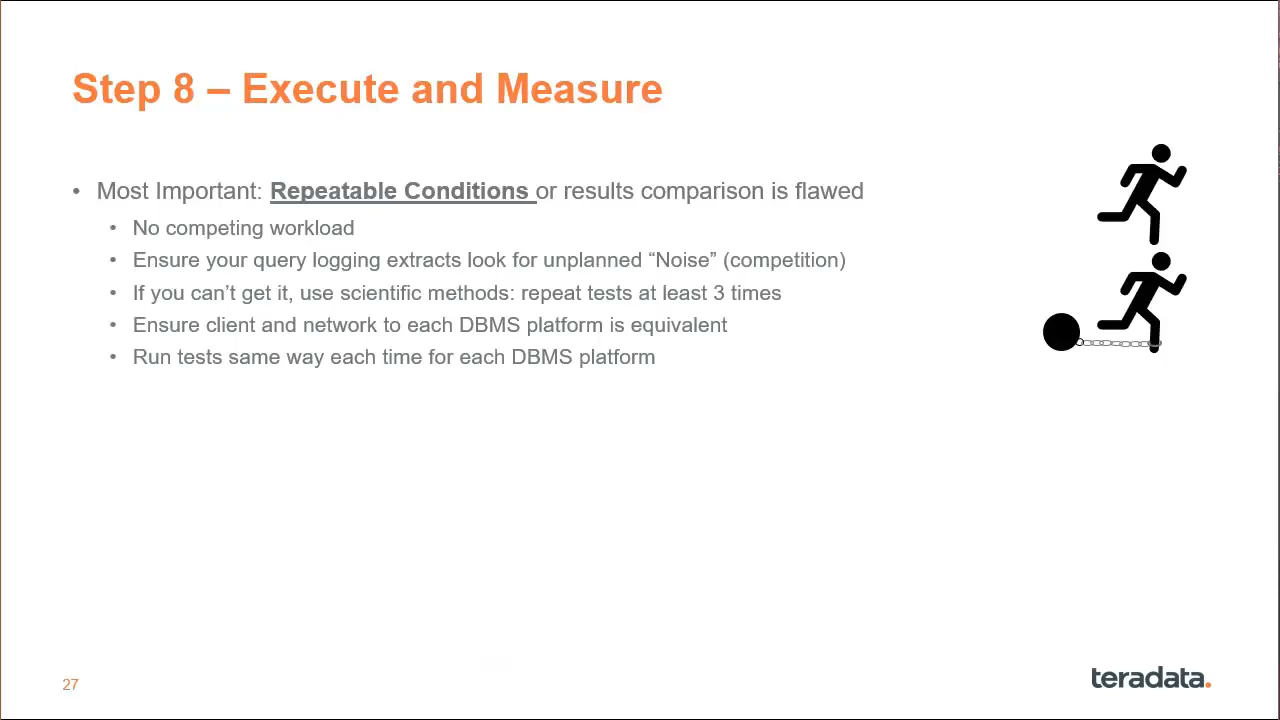 Step 8 – Execute and Measure
• Most Important: Repeatable Conditions or results comparison is flawed
• No competing workload
• Ensure your query logging extracts look for unplanned “Noise” (competition)
• If you can’t get it, use scientific methods: repeat tests at least 3 times
• Ensure client and network to each DBMS platform is equivalent
• Run tests same way each time for each DBMS platform
27
teradata.